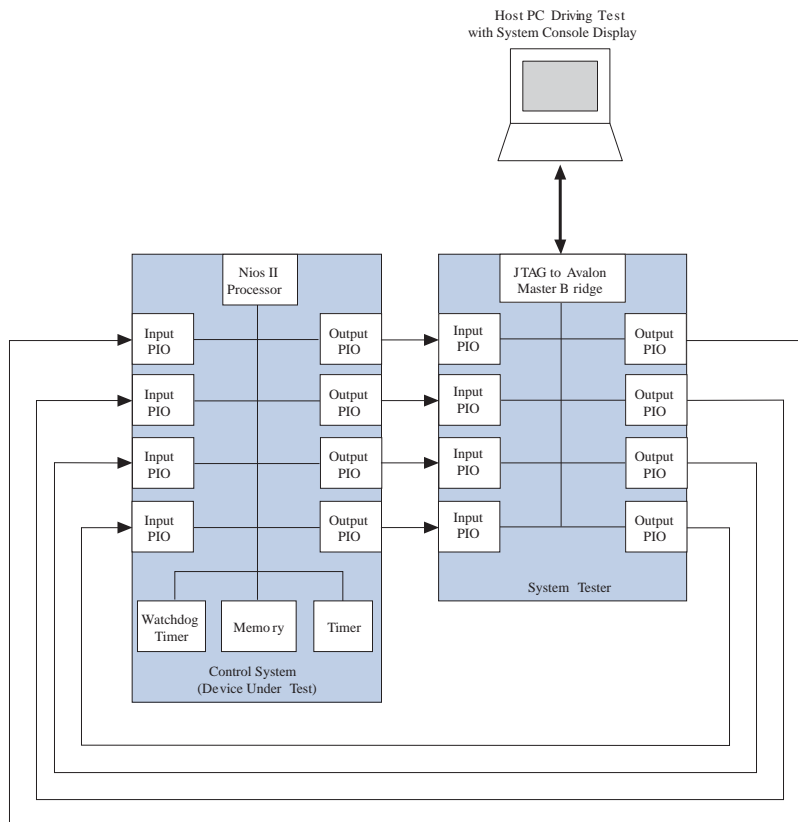 Host PC Driving Test
with System Console Display
Nios II
Processor
JTAG to Avalon
Master Bridge
Input
PIO
Output
PIO
Input
PIO
Output
PIO
Input
PIO
Output
PIO
Input
PIO
Output
PIO
Input
PIO
Output
PIO
Input
PIO
Output
PIO
Input
PIO
Output
PIO
Input
PIO
Output
PIO
System Tester
Watchdog
Timer
Memory
Timer
Control System
(Device Under Test)